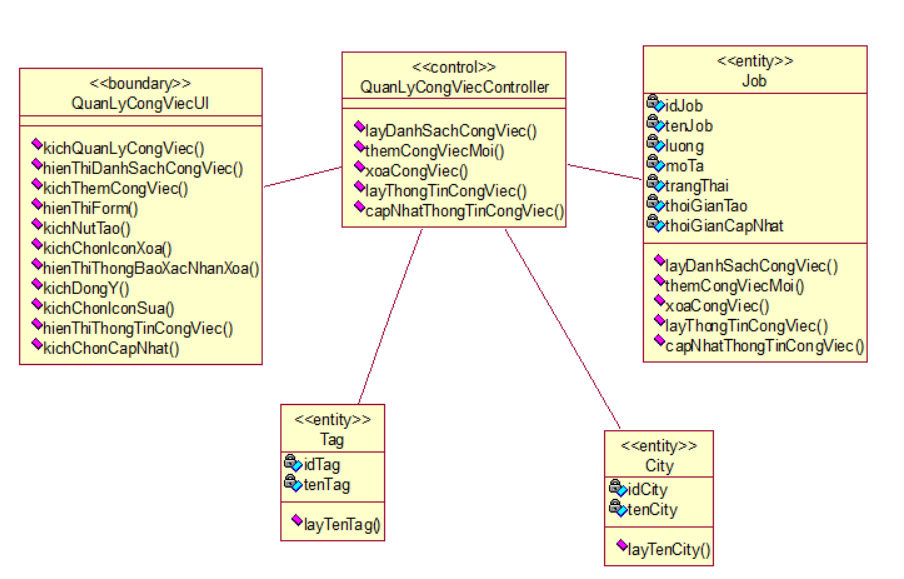 <<boundary>>
QuanLyCongViecUI
kichQuanLyCongViec()
hienThiDanhSachCongViec()
kichThemCongViec()
hienThiForm()
kichNutTao()
kichChonIconXoa()
hienThiThongBaoXacNhanXoa()
kichDongY()
kichChonIconSua()
hienThiThongTinCongViec()
kichChonCapNhat()
<<control>>
QuanLyCongViecController
layDanhSachCongViec()
themCongViecMoi()
xoaCongViec()
layThongTinCongViec()
capNhatThongTinCongViec()
<<entity>>
Job
idJob
tenJob
luong
moTa
trangThai
thoiGianTao
thoiGianCapNhat
layDanhSachCongViec()
themCongViecMoi()
xoaCongViec()
layThongTinCongViec()
capNhatThongTinCongViec()
<<entity>>
Tag
idTag
tenTag
layTenTag()
<<entity>>
City
idCity
tenCity
layTenCity()